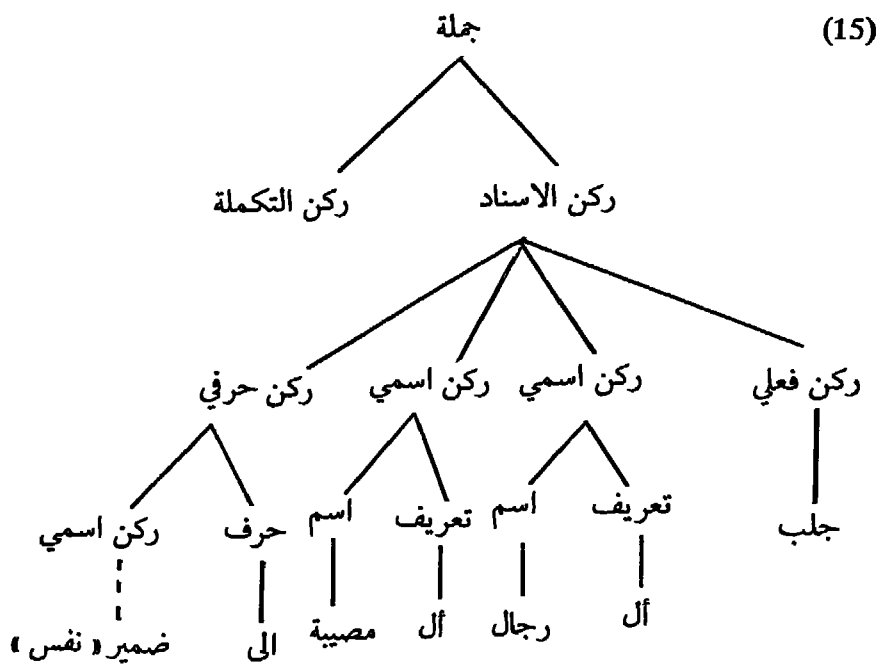 (15)
جملة
ركن الاسناد ركن التكملة
ركن فعلي ركن اسمي ركن اسمي ركن حرفي
جلب تعريف اسم تعريف اسم حرف ركن اسمي
أل رجال أل مصيبة الى ضمير « نفس »